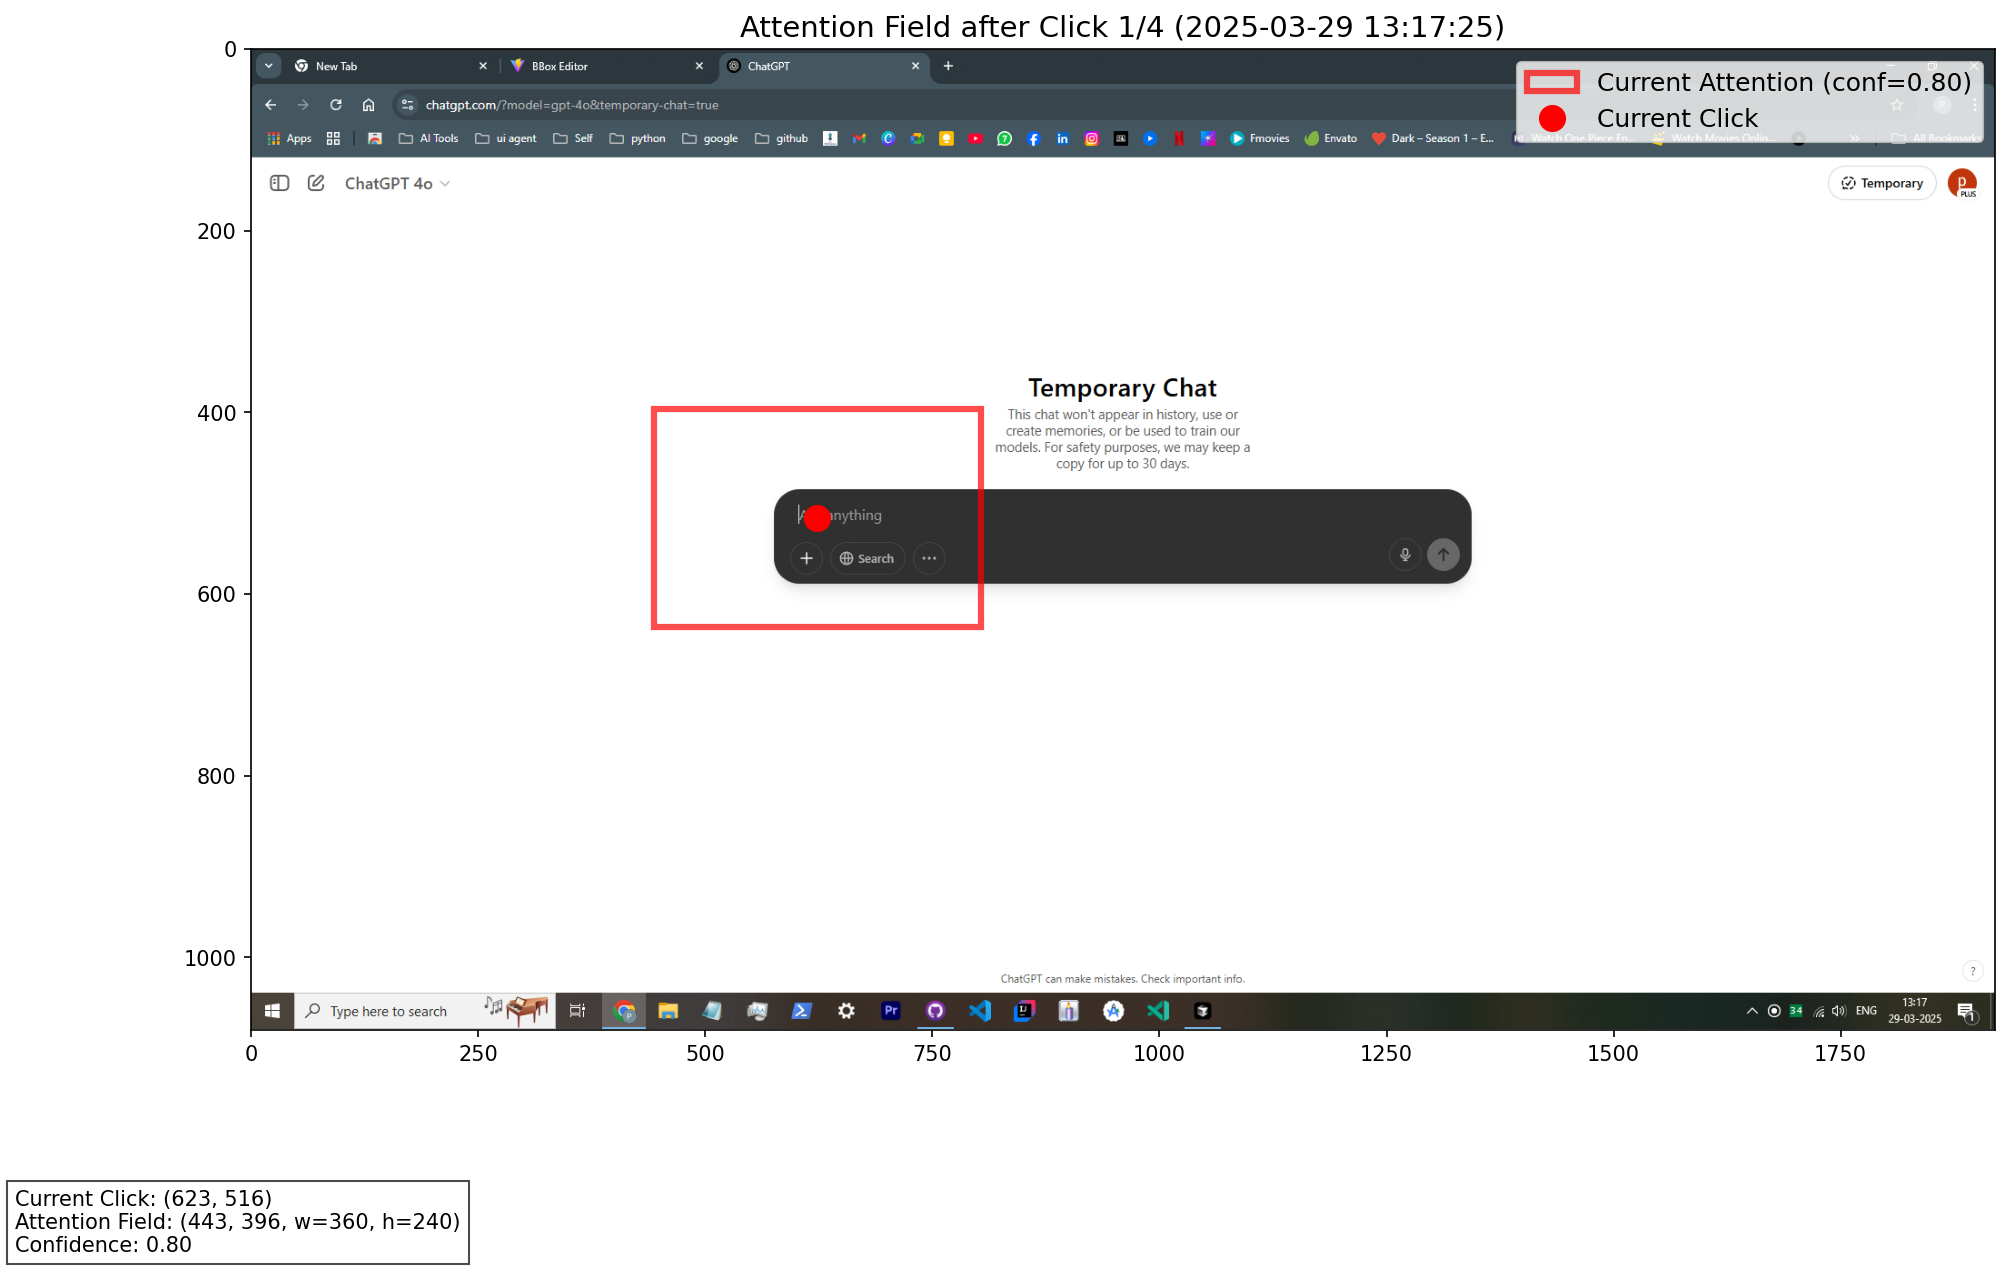 Attention Field after Click 1/4 (2025-03-29 13:17:25)
New Tab
BBox Editor
ChatGPT
Current Attention (conf=0.80)
Current Click
chatgpt.com/?model=gpt-4o&temporary-chat=true
P
Apps
AI Tools
ui agent
Self
python
google
github
Fmovies
Envato
Dark – Season 1 – E...
Watch One Piece En...
Watch Movies Onlin...
All Bookmarks
ChatGPT 4o
Temporary
p
PLUS
Temporary Chat
This chat won't appear in history, use or
create memories, or be used to train our
models. For safety purposes, we may keep a
copy for up to 30 days.
anything
Search
ChatGPT can make mistakes. Check important info.
?
Type here to search
Pr
34
ENG
13:17
29-03-2025
1
0
200
400
600
800
1000
0
250
500
750
1000
1250
1500
1750
Current Click: (623, 516)
Attention Field: (443, 396, w=360, h=240)
Confidence: 0.80